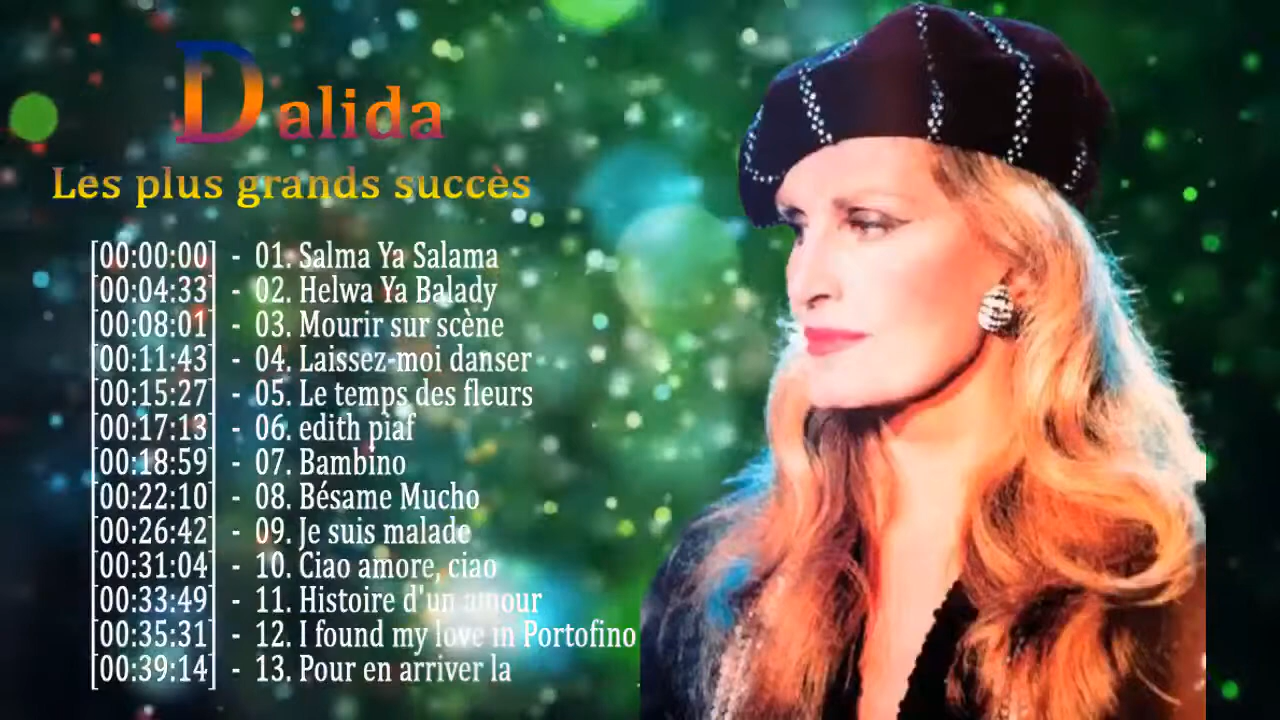 Dalida
Les plus grands succès
[00:00:00] - 01. Salma Ya Salama
[00:04:33] - 02. Helwa Ya Balady
[00:08:01] - 03. Mourir sur scène
[00:11:43] - 04. Laissez-moi danser
[00:15:27] - 05. Le temps des fleurs
[00:17:13] - 06. edith piaf
[00:18:59] - 07. Bambino
[00:22:10] - 08. Bésame Mucho
[00:26:42] - 09. Je suis malade
[00:31:04] - 10. Ciao amore, ciao
[00:33:49] - 11. Histoire d'un amour
[00:35:31] - 12. I found my love in Portofino
[00:39:14] - 13. Pour en arriver la